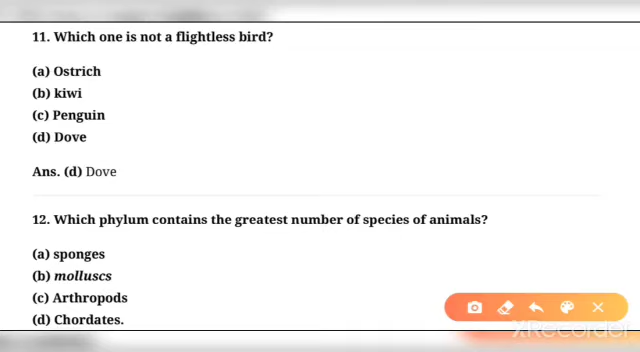 11. Which one is not a flightless bird?
(a) Ostrich
(b) kiwi
(c) Penguin
(d) Dove
Ans. (d) Dove
12. Which phylum contains the greatest number of species of animals?
(a) sponges
(b) molluscs
(c) Arthropods
(d) Chordates.
XRecorder